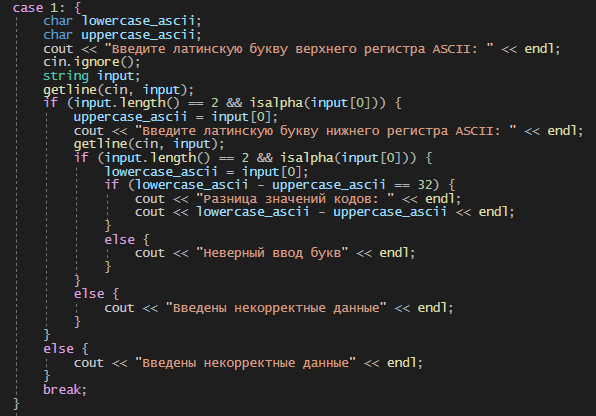 case 1: {
char lowercase_ascii;
char uppercase_ascii;
cout << "Введите латинскую букву верхнего регистра ASCII: " << endl;
cin.ignore();
string input;
getline(cin, input);
if (input.length() == 2 && isalpha(input[0])) {
uppercase_ascii = input[0];
cout << "Введите латинскую букву нижнего регистра ASCII: " << endl;
getline(cin, input);
if (input.length() == 2 && isalpha(input[0])) {
lowercase_ascii = input[0];
if (lowercase_ascii - uppercase_ascii == 32) {
cout << "Разница значений кодов: " << endl;
cout << lowercase_ascii - uppercase_ascii << endl;
}
else {
cout << "Неверный ввод букв" << endl;
}
}
else {
cout << "Введены некорректные данные" << endl;
}
}
else {
cout << "Введены некорректные данные" << endl;
}
break;
}